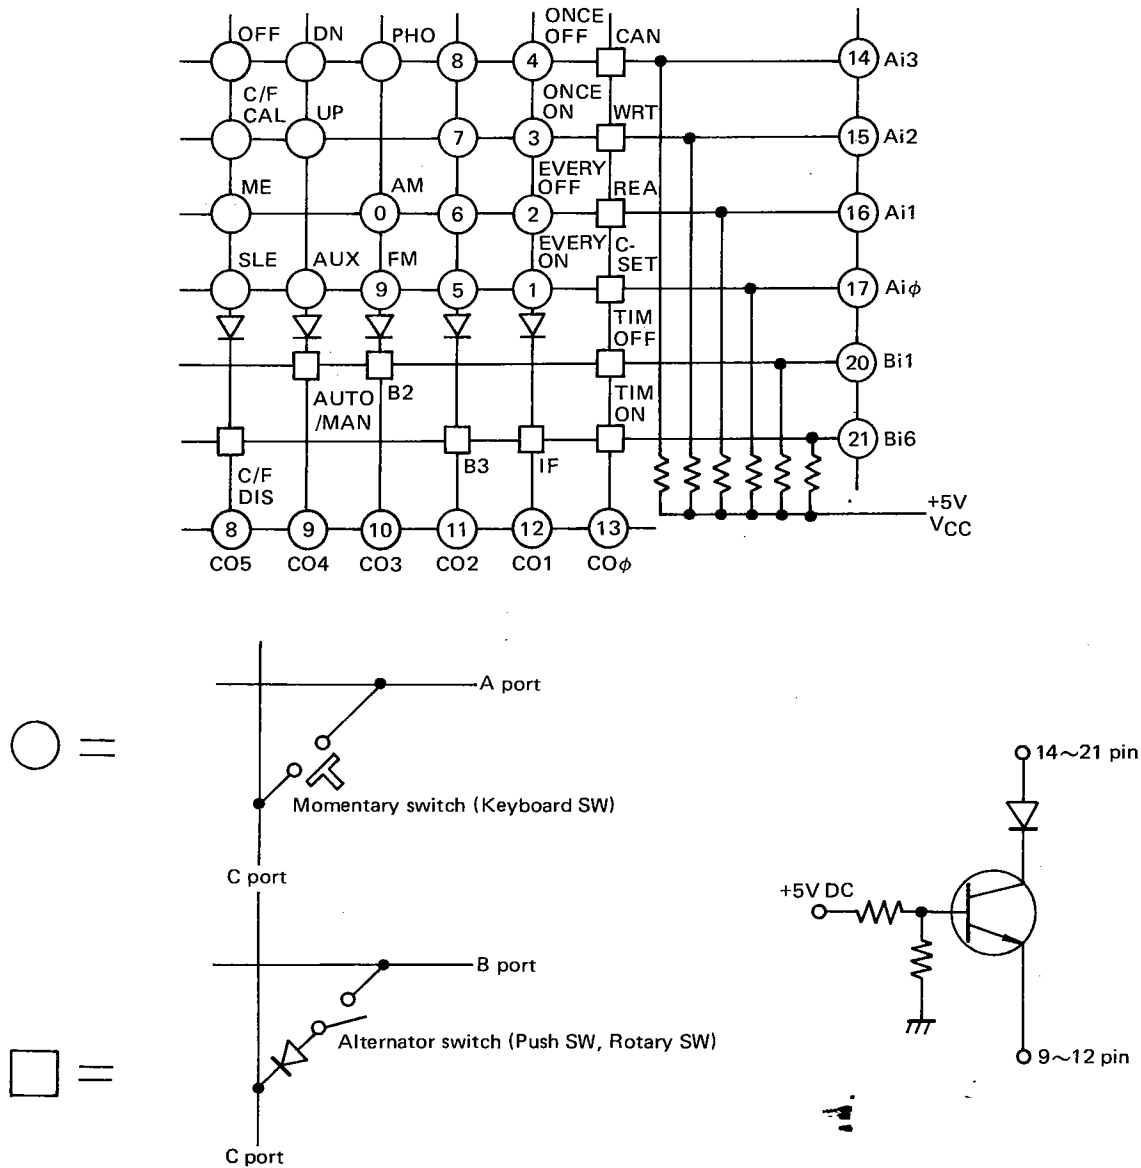 ONCE
OFF DN PHO OFF CAN
8 4 14 Ai3
C/F ONCE
CAL UP ON WRT
7 3 15 Ai2
EVERY
ME AM OFF REA
0 6 2 16 Ai1
EVERY C-
SLE AUX FM ON SET
9 5 1 17 Aiϕ
TIM
OFF
20 Bi1
AUTO B2 TIM
/MAN ON
21 Bi6
B3 IF
C/F
DIS
+5V
VCC
8 9 10 11 12 13
CO5 CO4 CO3 CO2 CO1 COϕ
A port
Momentary switch (Keyboard SW)
C port
B port
Alternator switch (Push SW, Rotary SW)
C port
14~21 pin
+5V DC
9~12 pin